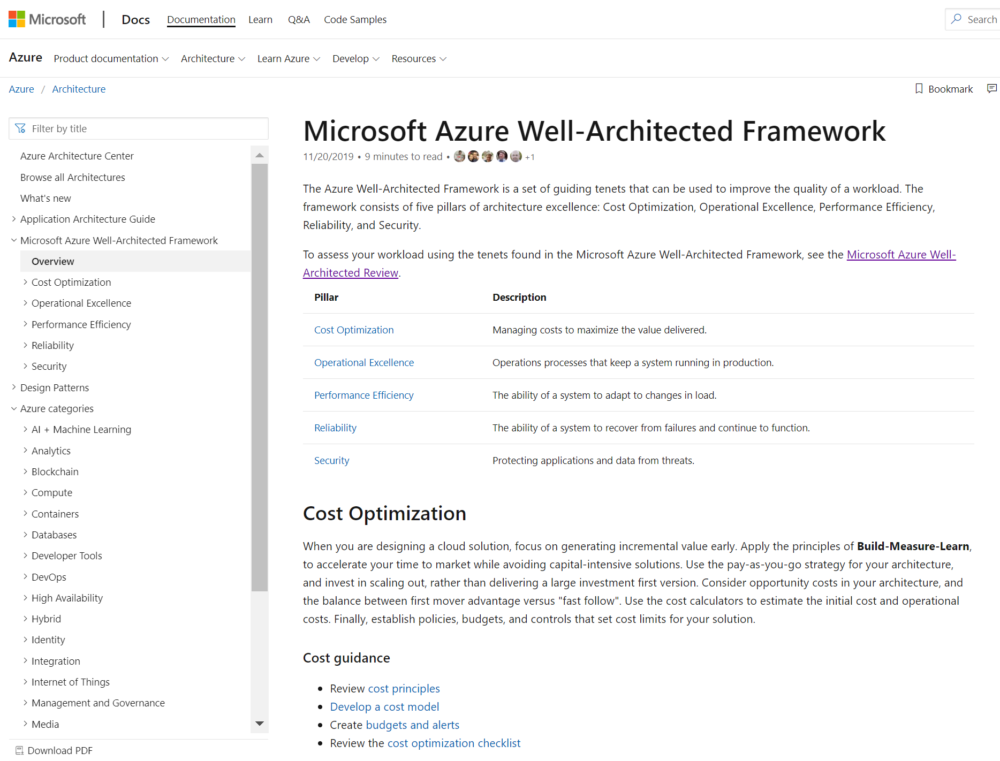 Microsoft | Docs Documentation Learn Q&A Code Samples Search
Azure Product documentation Architecture Learn Azure Develop Resources
Azure / Architecture
Bookmark
Filter by title
Azure Architecture Center
Browse all Architectures
What's new
Application Architecture Guide
Microsoft Azure Well-Architected Framework
Overview
Cost Optimization
Operational Excellence
Performance Efficiency
Reliability
Security
Design Patterns
Azure categories
AI + Machine Learning
Analytics
Blockchain
Compute
Containers
Databases
Developer Tools
DevOps
High Availability
Hybrid
Identity
Integration
Internet of Things
Management and Governance
Media
Download PDF
Microsoft Azure Well-Architected Framework
11/20/2019 • 9 minutes to read • +1
The Azure Well-Architected Framework is a set of guiding tenets that can be used to improve the quality of a workload. The
framework consists of five pillars of architecture excellence: Cost Optimization, Operational Excellence, Performance Efficiency,
Reliability, and Security.
To assess your workload using the tenets found in the Microsoft Azure Well-Architected Framework, see the Microsoft Azure Well-
Architected Review.
Pillar Description
Cost Optimization Managing costs to maximize the value delivered.
Operational Excellence Operations processes that keep a system running in production.
Performance Efficiency The ability of a system to adapt to changes in load.
Reliability The ability of a system to recover from failures and continue to function.
Security Protecting applications and data from threats.
Cost Optimization
When you are designing a cloud solution, focus on generating incremental value early. Apply the principles of Build-Measure-Learn,
to accelerate your time to market while avoiding capital-intensive solutions. Use the pay-as-you-go strategy for your architecture,
and invest in scaling out, rather than delivering a large investment first version. Consider opportunity costs in your architecture, and
the balance between first mover advantage versus "fast follow". Use the cost calculators to estimate the initial cost and operational
costs. Finally, establish policies, budgets, and controls that set cost limits for your solution.
Cost guidance
• Review cost principles
• Develop a cost model
• Create budgets and alerts
• Review the cost optimization checklist